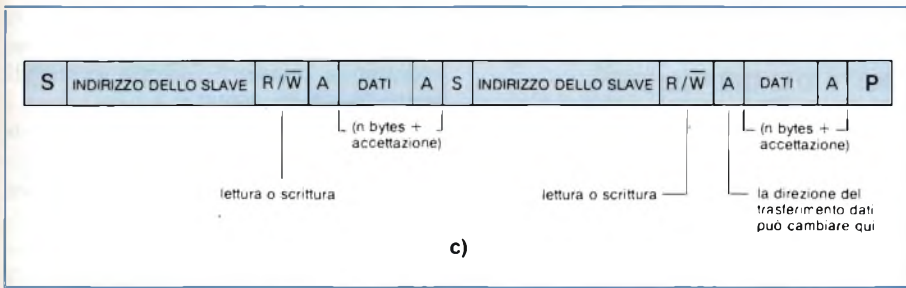 S INDIRIZZO DELLO SLAVE R/W̅ A DATI A S INDIRIZZO DELLO SLAVE R/W̅ A DATI A P
(n bytes + accettazione)
(n bytes + accettazione)
lettura o scrittura
lettura o scrittura
la direzione del
trasferimento dati
può cambiare qui
c)